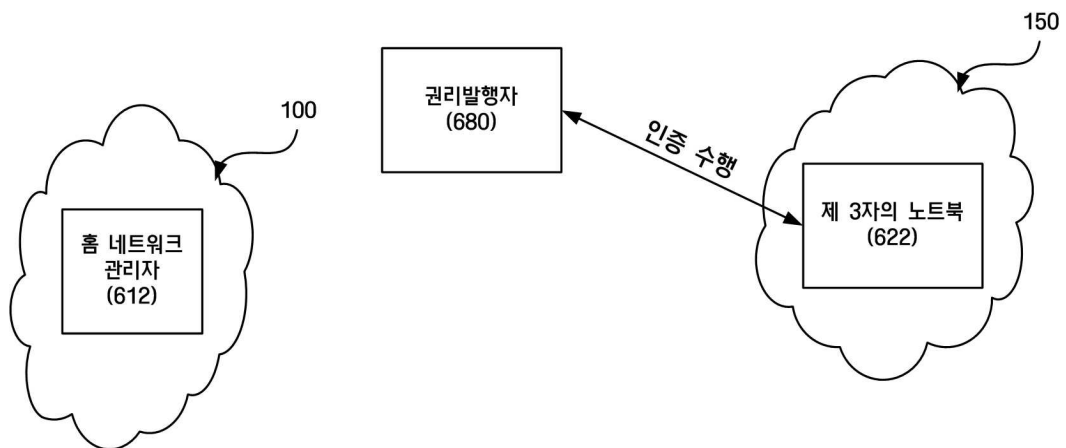 150
권리발행자
(680)
100
인증 수행
제 3자의 노트북
(622)
홈 네트워크
관리자
(612)